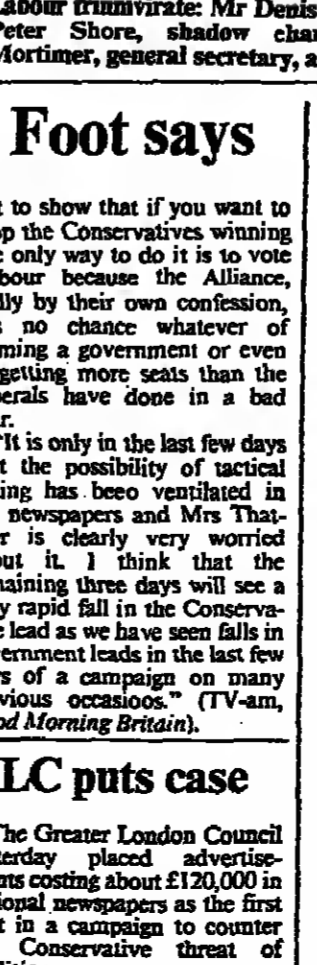 Labour triumvirate: Mr Denis
Peter Shore, shadow chan
Mortimer, general secretary, a
Foot says
t to show that if you want to
op the Conservatives winning
e only way to do it is to vote
bour because the Alliance,
lly by their own confession,
s no chance whatever of
ming a government or even
getting more seats than the
erals have done in a bad
r.
"It is only in the last few days
t the possibility of tactical
ing has beeo ventilated in
newspapers and Mrs That-
r is clearly very worried
out it. I think that the
maining three days will see a
y rapid fall in the Conserva-
e lead as we have seen falls in
ernment leads in the last few
rs of a campaign on many
vious occasioos." (TV-am,
od Morning Britain).
LC puts case
The Greater London Council
terday placed advertise-
nts costing about £120,000 in
ional newspapers as the first
t in a campaign to counter
Conservative threat of